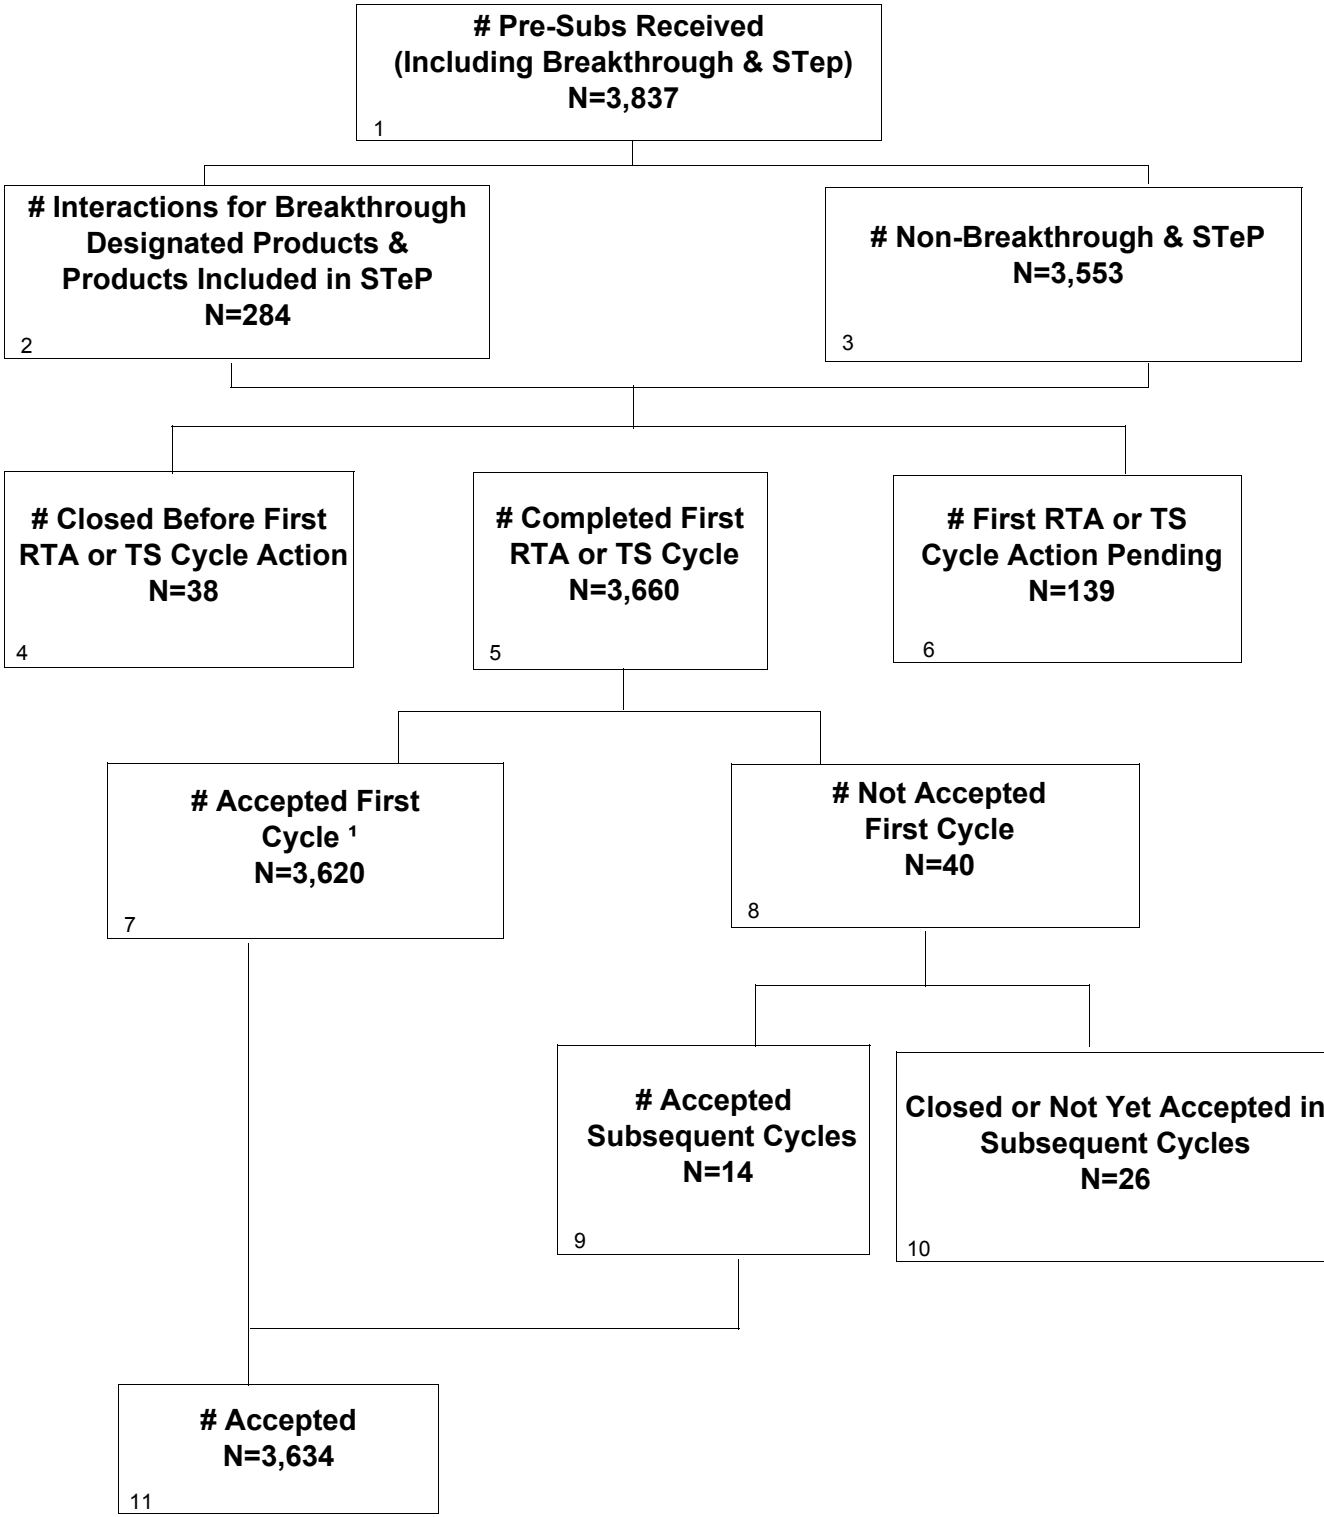 # Pre-Subs Received
(Including Breakthrough & STep)
N=3,837
1
# Interactions for Breakthrough
Designated Products &
Products Included in STeP
N=284
2
# Non-Breakthrough & STeP
N=3,553
3
# Closed Before First
RTA or TS Cycle Action
N=38
4
# Completed First
RTA or TS Cycle
N=3,660
5
# First RTA or TS
Cycle Action Pending
N=139
6
# Accepted First
Cycle ¹
N=3,620
7
# Not Accepted
First Cycle
N=40
8
# Accepted
Subsequent Cycles
N=14
9
Closed or Not Yet Accepted in
Subsequent Cycles
N=26
10
# Accepted
N=3,634
11